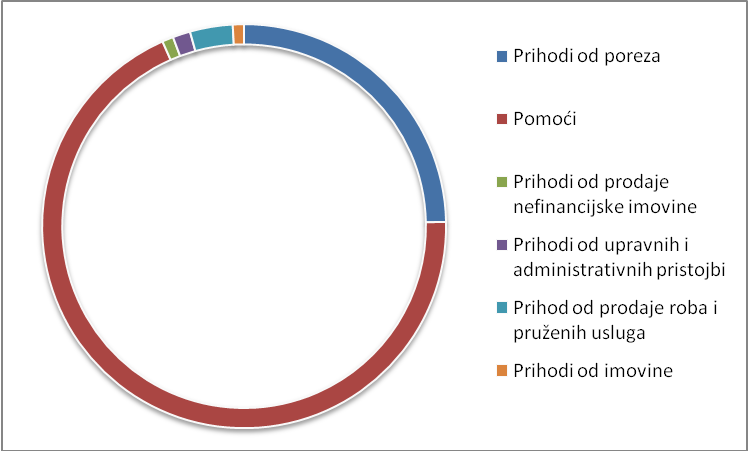 Prihodi od poreza
Pomoći
Prihodi od prodaje
nefinancijske imovine
Prihodi od upravnih i
administrativnih pristojbi
Prihod od prodaje roba i
pruženih usluga
Prihodi od imovine